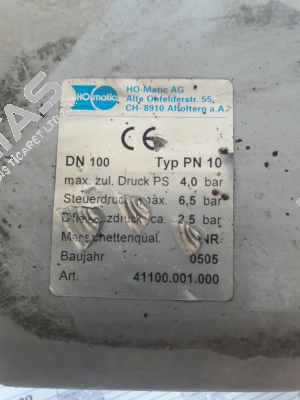 HO-Matic AG
Alte Obfelderstr. 55,
CH- 8910 Affoltern a.A.
HO matic
CE
DN 100 Typ PN 10
max. zul. Druck PS 4,0 bar
Steuerdruck max. 6,5 bar
druck ca. 2,5 bar
Manschettenqual. NR
Baujahr 0505
Art. 41100.001.000